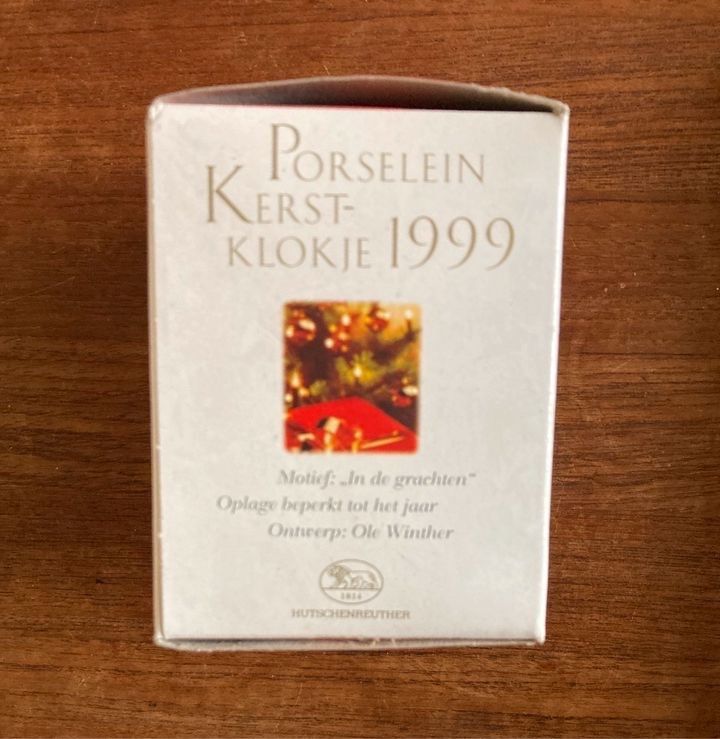 PORSELEIN
KERST-
KLOKJE 1999
Motief: „In de grachten“
Oplage beperkt tot het jaar
Ontwerp: Ole Winther
1814
HUTSCHENREUTHER